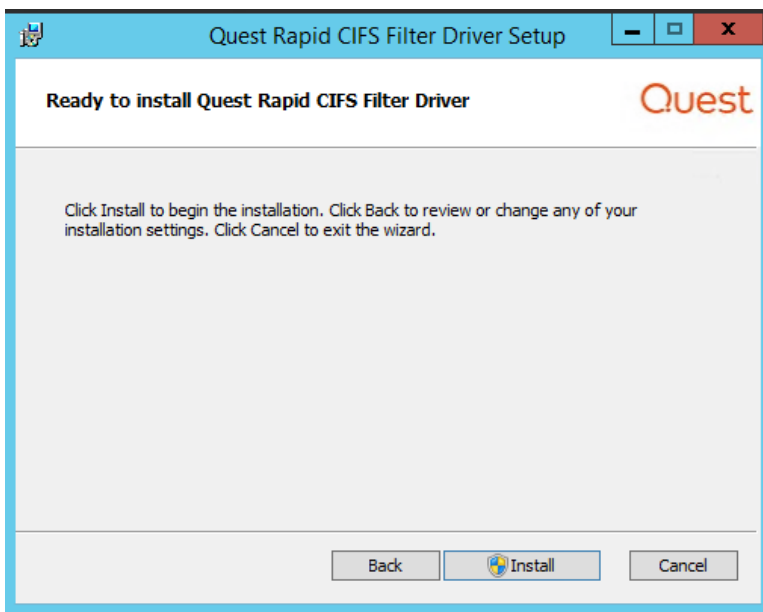 Quest Rapid CIFS Filter Driver Setup
Ready to install Quest Rapid CIFS Filter Driver
Quest
Click Install to begin the installation. Click Back to review or change any of your
installation settings. Click Cancel to exit the wizard.
Back
Install
Cancel